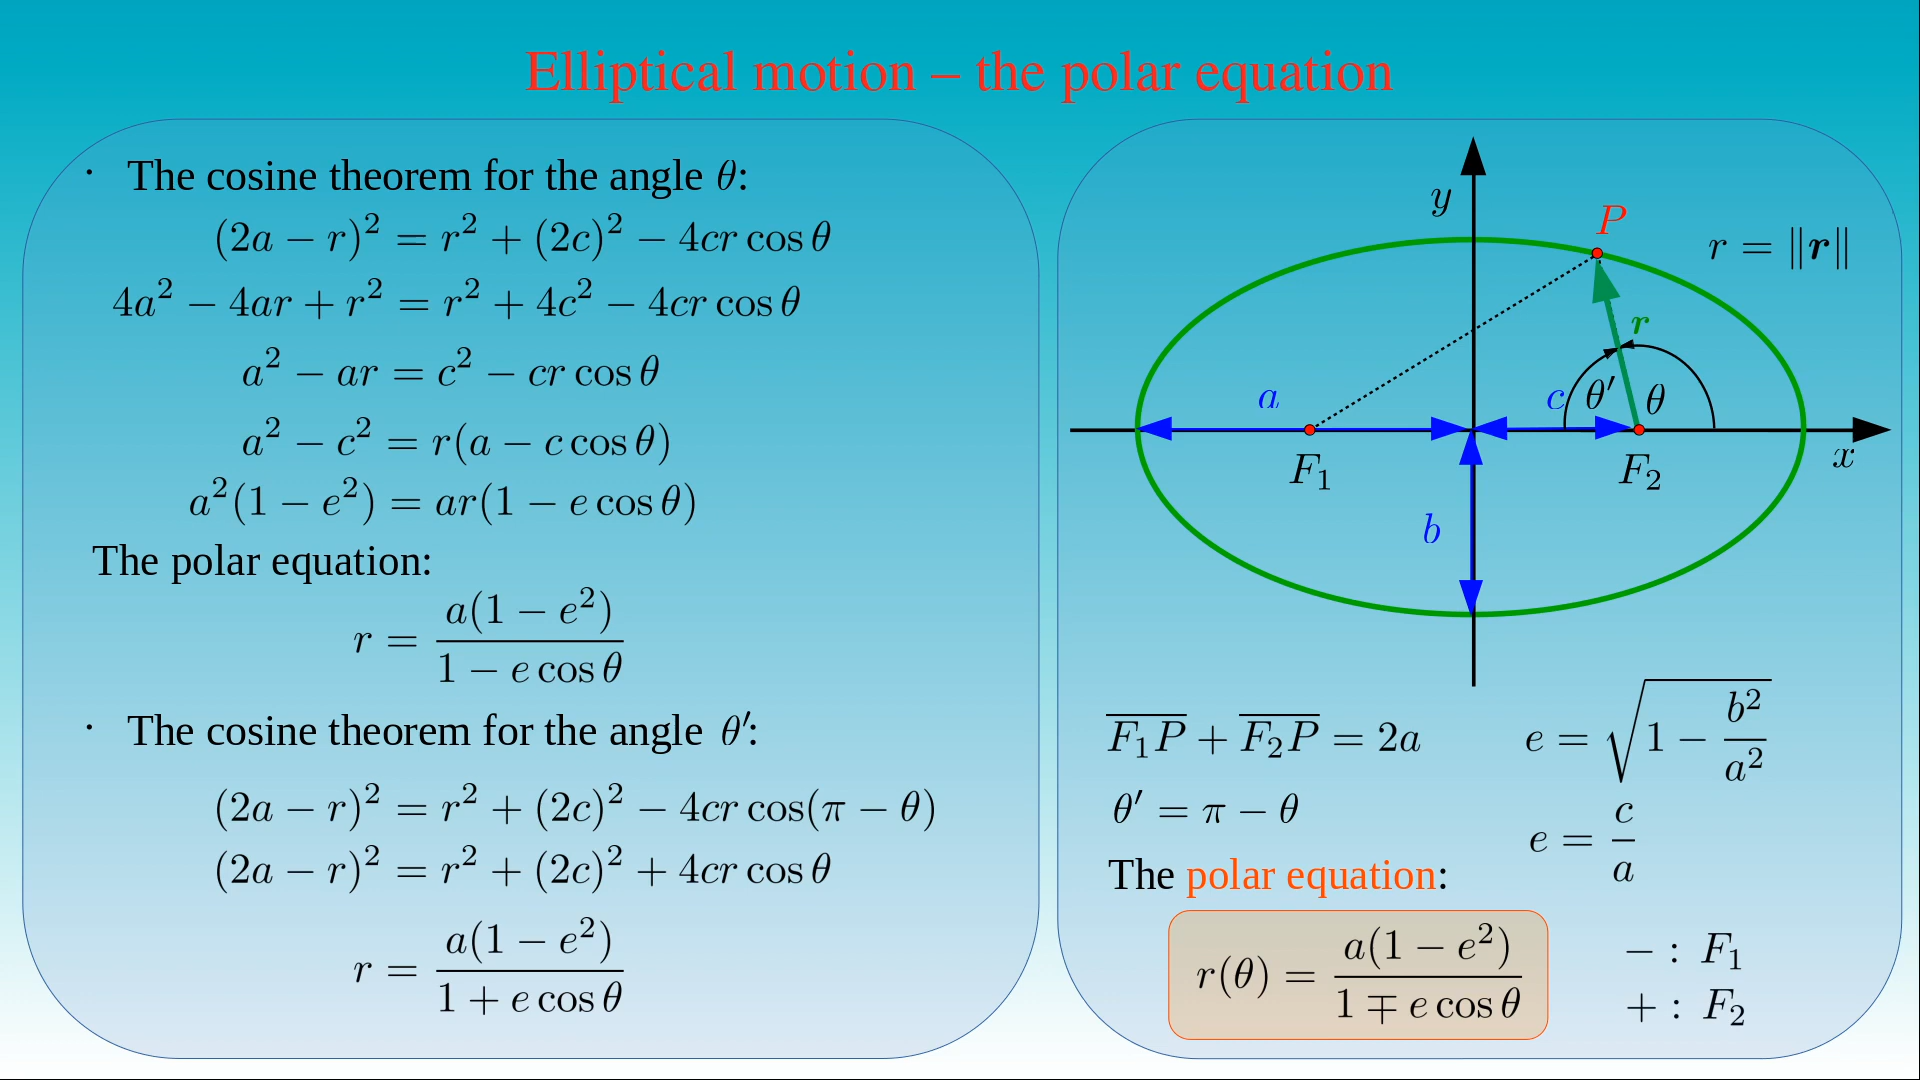 Elliptical motion – the polar equation
· The cosine theorem for the angle θ:
(2a − r)² = r² + (2c)² − 4cr cos θ
4a² − 4ar + r² = r² + 4c² − 4cr cos θ
a² − ar = c² − cr cos θ
a² − c² = r(a − c cos θ)
a²(1 − e²) = ar(1 − e cos θ)
The polar equation:
r = a(1 − e²) / 1 − e cos θ
· The cosine theorem for the angle θ′:
(2a − r)² = r² + (2c)² − 4cr cos(π − θ)
(2a − r)² = r² + (2c)² + 4cr cos θ
r = a(1 − e²) / 1 + e cos θ
y
P
r = ‖r‖
r
a
c
θ′
θ
F₁
F₂
x
b
F₁P + F₂P = 2a
e = √1 − b²/a²
θ′ = π − θ
e = c/a
The polar equation:
r(θ) = a(1 − e²) / 1 ∓ e cos θ
− : F₁
+ : F₂